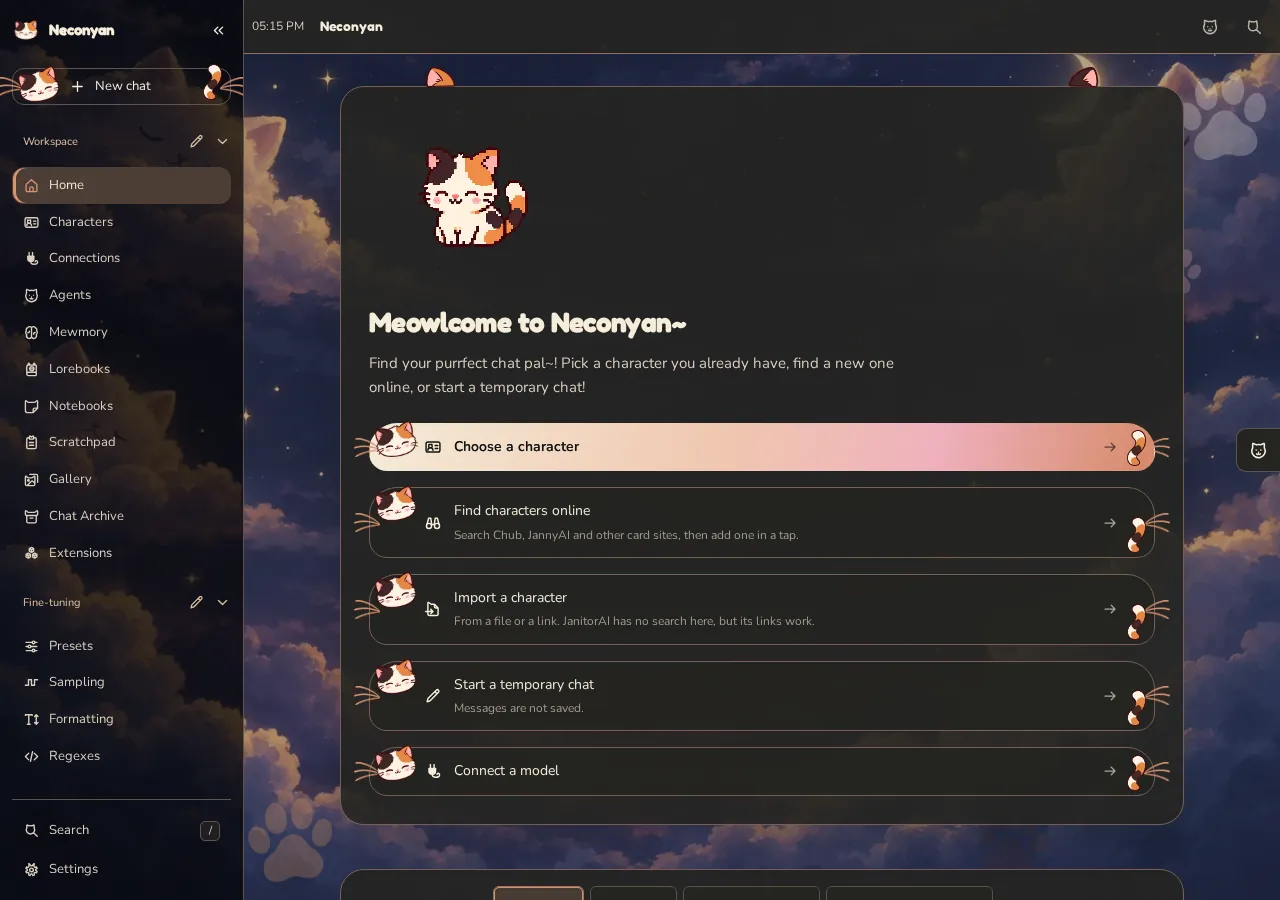 Neconyan
New chat
Workspace
Home
Characters
Connections
Agents
Mewmory
Lorebooks
Notebooks
Scratchpad
Gallery
Chat Archive
Extensions
Fine-tuning
Presets
Sampling
Formatting
Regexes
Search /
Settings
05:15 PM Neconyan
Meowlcome to Neconyan~
Find your purrfect chat pal~! Pick a character you already have, find a new one
online, or start a temporary chat!
Choose a character
Find characters online
Search Chub, JannyAI and other card sites, then add one in a tap.
Import a character
From a file or a link. JanitorAI has no search here, but its links work.
Start a temporary chat
Messages are not saved.
Connect a model